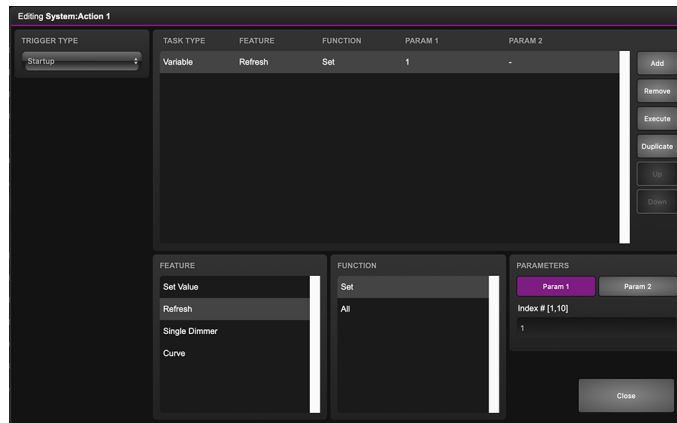 Editing System:Action 1
TRIGGER TYPE
Startup
TASK TYPE FEATURE FUNCTION PARAM 1 PARAM 2
Variable Refresh Set 1 -
Add
Remove
Execute
Duplicate
Up
Down
FEATURE
Set Value
Refresh
Single Dimmer
Curve
FUNCTION
Set
All
PARAMETERS
Param 1 Param 2
Index # [1,10]
1
Close